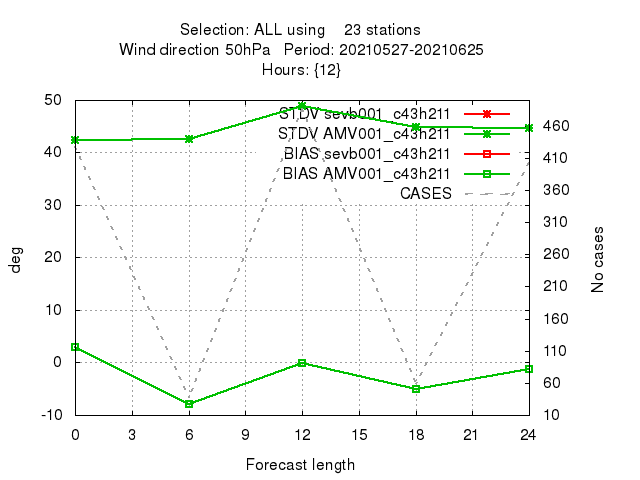 Selection: ALL using    23 stations
Wind direction 50hPa   Period: 20210527-20210625
Hours: {12}
STDV sevb001_c43h211
STDV AMV001_c43h211
BIAS sevb001_c43h211
BIAS AMV001_c43h211
CASES
50
40
30
20
10
0
-10
deg
460
410
360
310
260
210
160
110
60
10
No cases
0 3 6 9 12 15 18 21 24
Forecast length